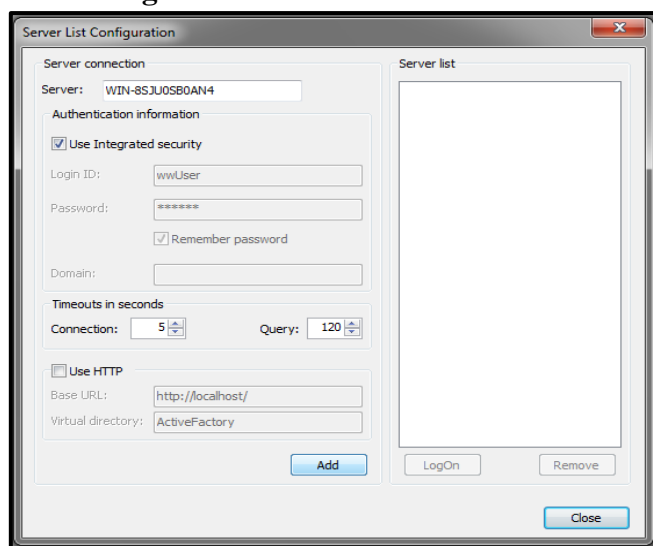 Server List Configuration
Server connection
Server: WIN-8SJU0SB0AN4
Authentication information
Use Integrated security
Login ID: wwUser
Password: ******
Remember password
Domain:
Timeouts in seconds
Connection: 5 Query: 120
Use HTTP
Base URL: http://localhost/
Virtual directory: ActiveFactory
Add
Server list
LogOn Remove
Close